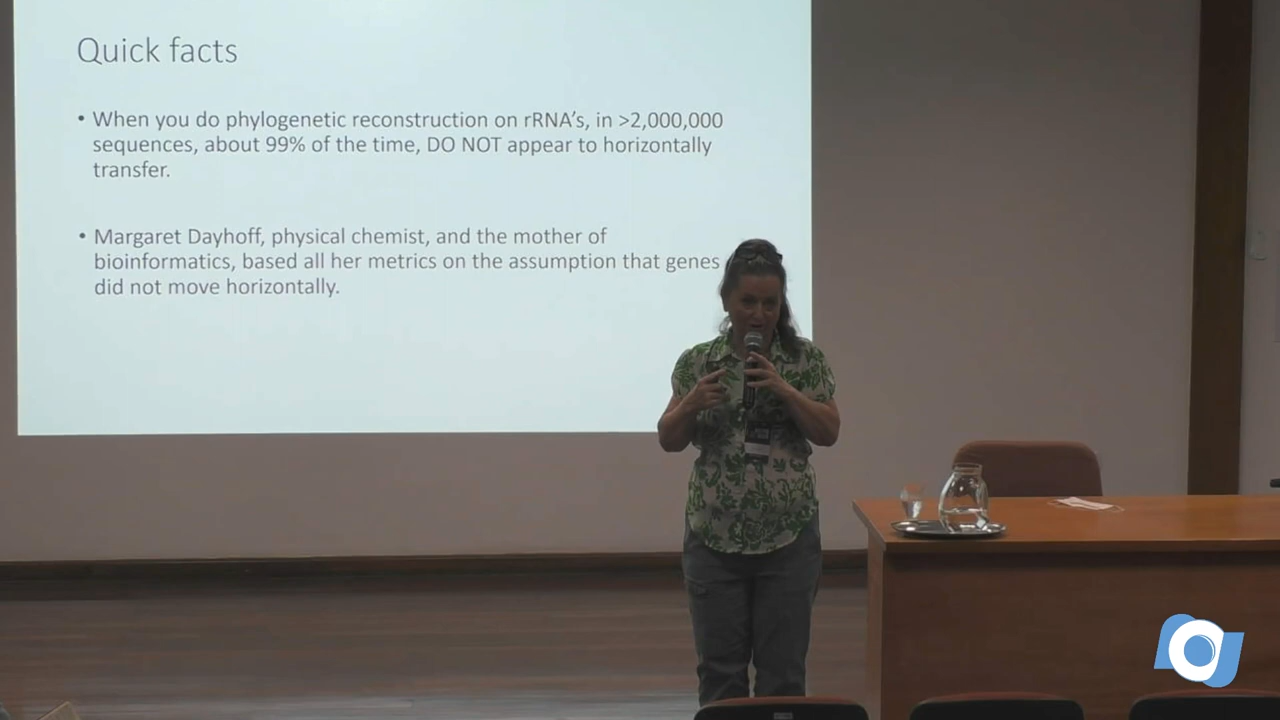 Quick facts
• When you do phylogenetic reconstruction on rRNA's, in >2,000,000
sequences, about 99% of the time, DO NOT appear to horizontally
transfer.
• Margaret Dayhoff, physical chemist, and the mother of
bioinformatics, based all her metrics on the assumption that genes
did not move horizontally.